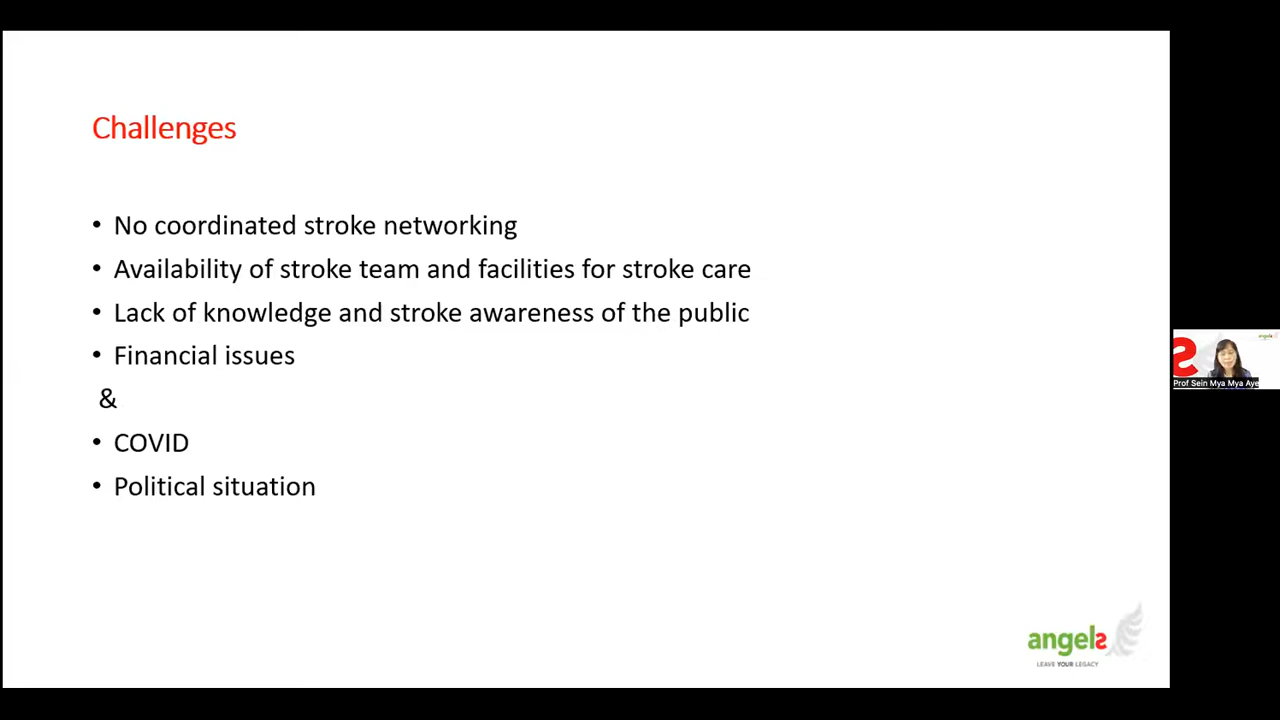 Challenges
• No coordinated stroke networking
• Availability of stroke team and facilities for stroke care
• Lack of knowledge and stroke awareness of the public
• Financial issues
&
• COVID
• Political situation
Prof Sein Mya Mya Aye
angels
LEAVE YOUR LEGACY